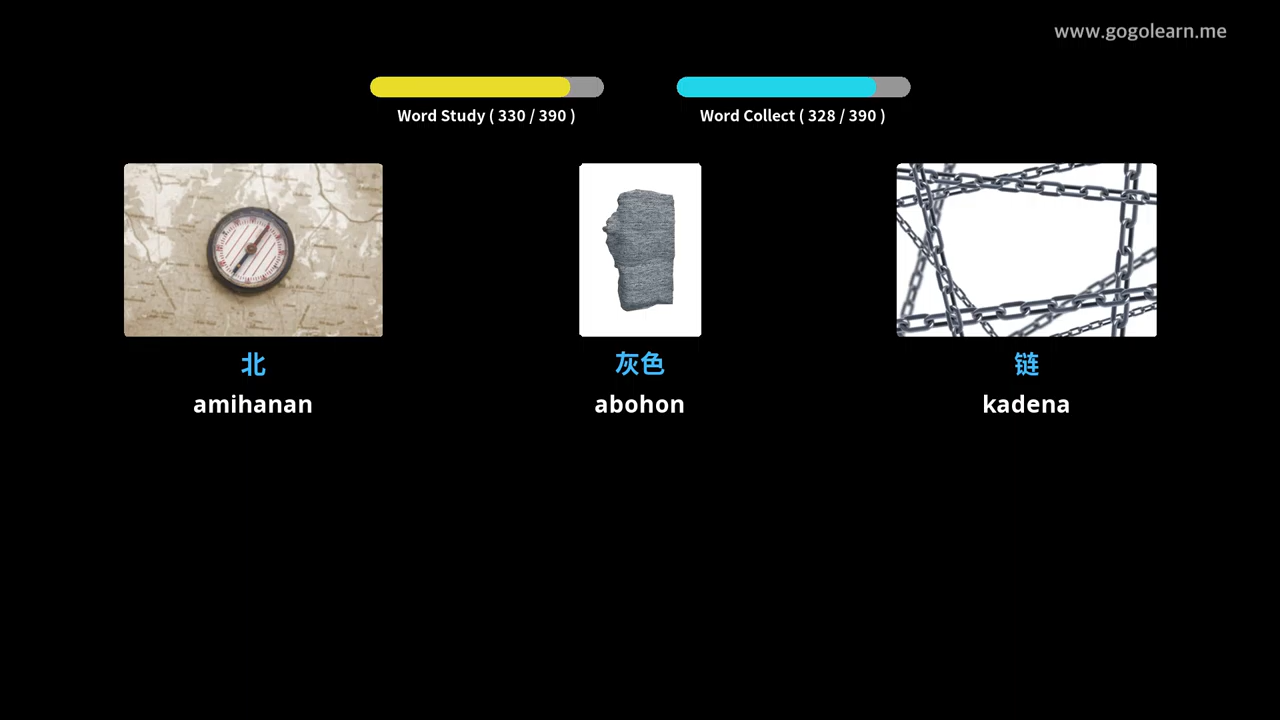 www.gogolearn.me
Word Study ( 330 / 390 )
Word Collect ( 328 / 390 )
北
灰色
链
amihanan
abohon
kadena